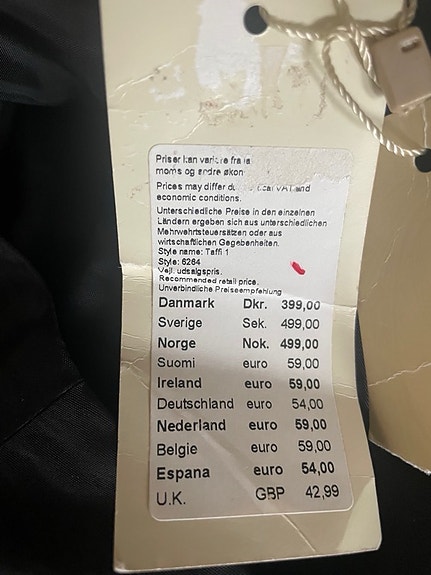 Priser kan
moms og andre økon
Prices may differ VAT and
economic conditions.
Unterschiedliche Preise in den einzelnen
Ländern ergeben sich aus unterschiedlichen
Mehrwertsteuersätzen oder aus
wirtschaftlichen Gegebenheiten.
Style name: Taffi 1
Style: 6264
Vejl. udsalgspris.
Recommended retail price.
Unverbindliche Preisempfehlung
Danmark Dkr. 399,00
Sverige Sek. 499,00
Norge Nok. 499,00
Suomi euro 59,00
Ireland euro 59,00
Deutschland euro 54,00
Nederland euro 59,00
Belgie euro 59,00
Espana euro 54,00
U.K. GBP 42,99